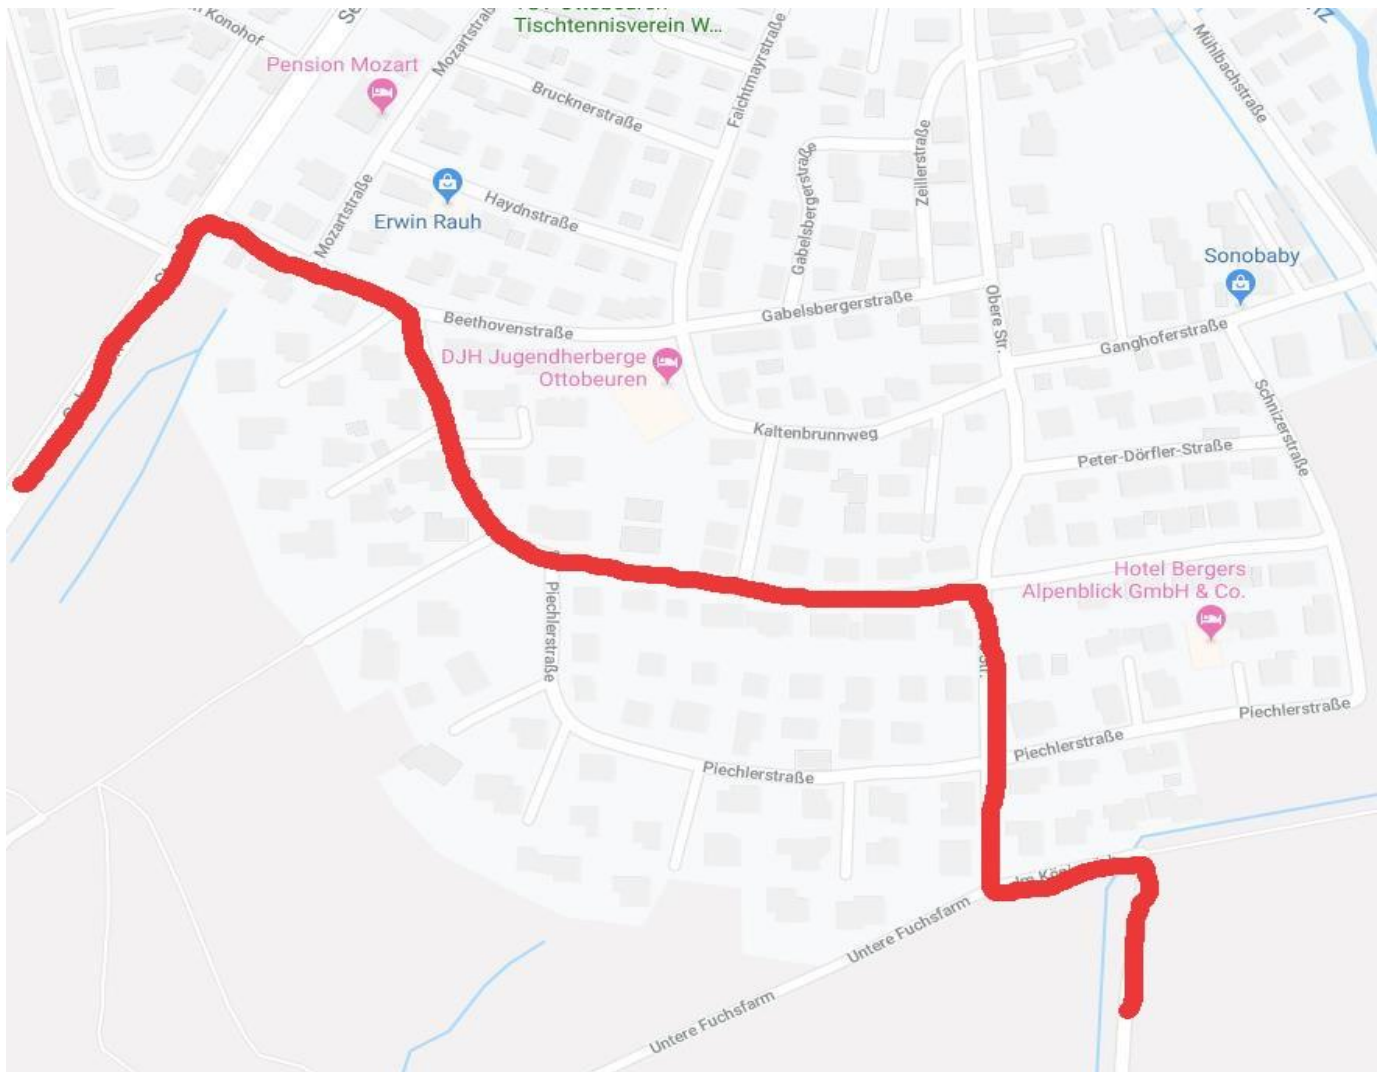 Konohof
Tischtennisverein W...
Pension Mozart
Mozartstraße
Brucknerstraße
Faichtmayrstraße
Mühlbachstraße
Zeillerstraße
Gabelsbergerstraße
Haydnstraße
Erwin Rauh
Mozartstraße
Sonobaby
Obere Str.
Gabelsbergerstraße
Beethovenstraße
Ganghoferstraße
DJH Jugendherberge
Ottobeuren
Kaltenbrunnweg
Schnizerstraße
Peter-Dörfler-Straße
Hotel Bergers
Alpenblick GmbH & Co.
Piechlerstraße
Str.
Piechlerstraße
Piechlerstraße
Piechlerstraße
Untere Fuchsfarm
Untere Fuchsfarm